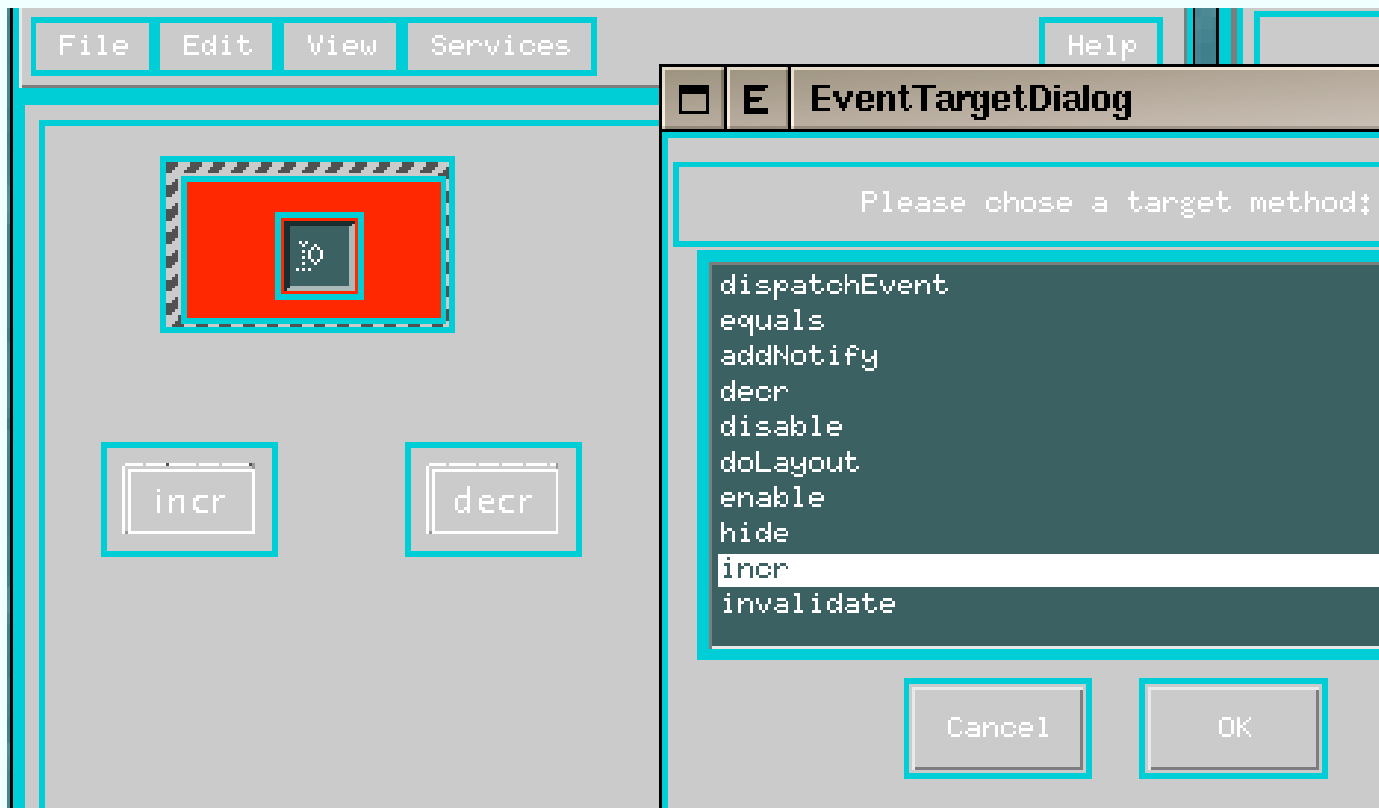 File Edit View Services Help
E EventTargetDialog
Please chose a target method:
dispatchEvent
equals
addNotify
decr
disable
doLayout
enable
hide
incr
invalidate
incr decr
Cancel OK